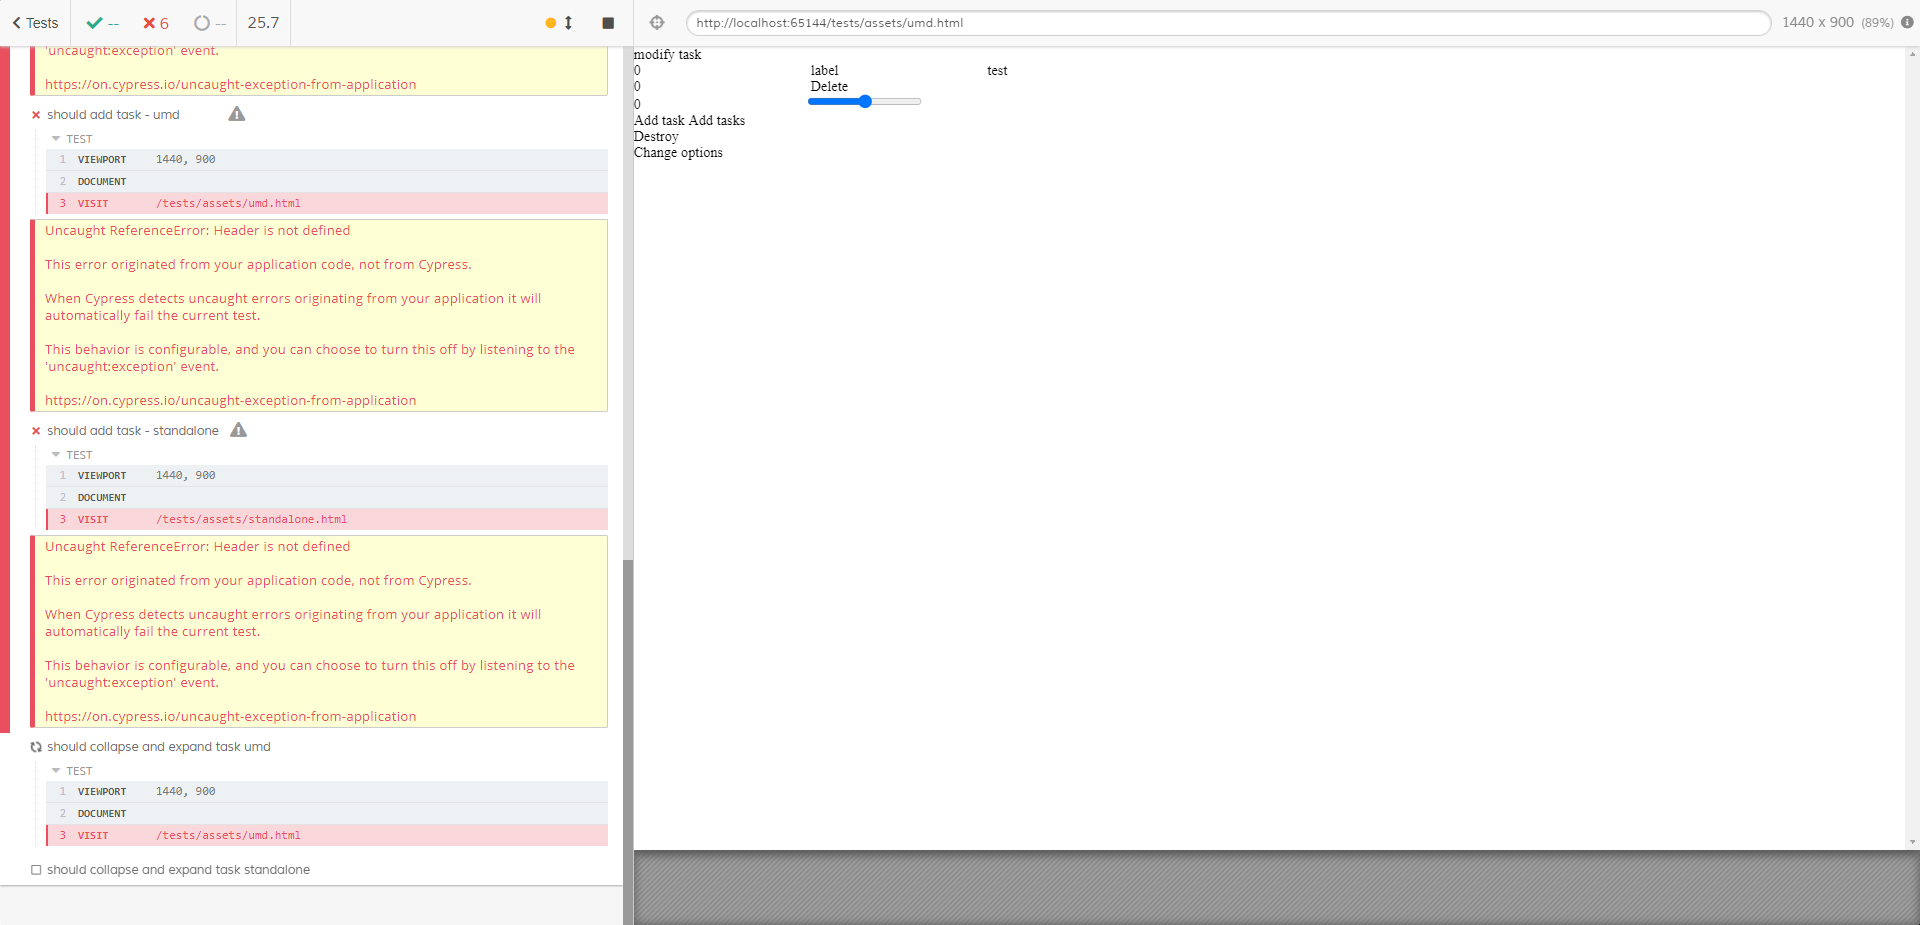 Tests
--
6
--
25.7
http://localhost:65144/tests/assets/umd.html
1440 x 900 (89%)
'uncaught:exception' event.
https://on.cypress.io/uncaught-exception-from-application
should add task - umd
TEST
1 VIEWPORT 1440, 900
2 DOCUMENT
3 VISIT /tests/assets/umd.html
Uncaught ReferenceError: Header is not defined
This error originated from your application code, not from Cypress.
When Cypress detects uncaught errors originating from your application it will
automatically fail the current test.
This behavior is configurable, and you can choose to turn this off by listening to the
'uncaught:exception' event.
https://on.cypress.io/uncaught-exception-from-application
should add task - standalone
TEST
1 VIEWPORT 1440, 900
2 DOCUMENT
3 VISIT /tests/assets/standalone.html
Uncaught ReferenceError: Header is not defined
This error originated from your application code, not from Cypress.
When Cypress detects uncaught errors originating from your application it will
automatically fail the current test.
This behavior is configurable, and you can choose to turn this off by listening to the
'uncaught:exception' event.
https://on.cypress.io/uncaught-exception-from-application
should collapse and expand task umd
TEST
1 VIEWPORT 1440, 900
2 DOCUMENT
3 VISIT /tests/assets/umd.html
should collapse and expand task standalone
modify task
0 label test
0 Delete
0
Add task Add tasks
Destroy
Change options